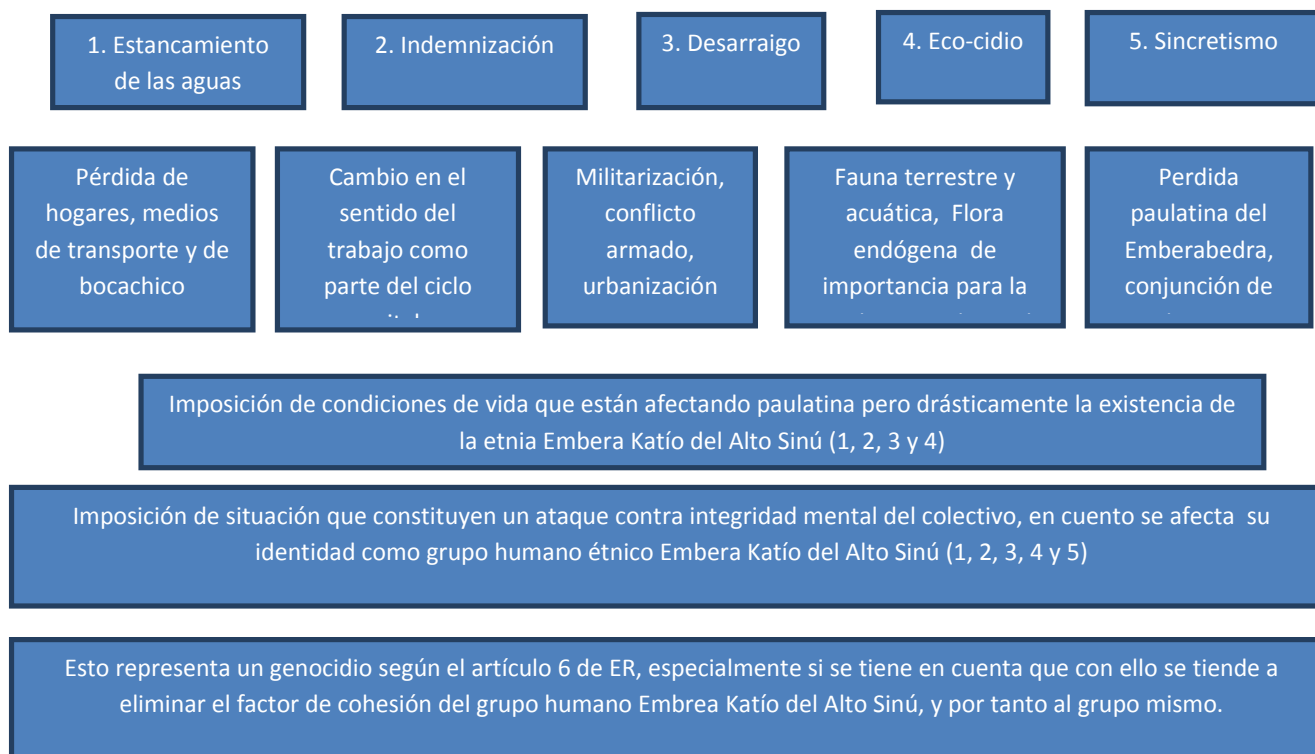 1. Estancamiento
de las aguas
2. Indemnización
3. Desarraigo
4. Eco-cidio
5. Sincretismo
Pérdida de
hogares, medios
de transporte y de
bocachico
Cambio en el
sentido del
trabajo como
parte del ciclo
Militarización,
conflicto
armado,
urbanización
Fauna terrestre y
acuática, Flora
endógena de
importancia para la
Perdida
paulatina del
Emberabedra,
conjunción de
Imposición de condiciones de vida que están afectando paulatina pero drásticamente la existencia de
la etnia Embera Katío del Alto Sinú (1, 2, 3 y 4)
Imposición de situación que constituyen un ataque contra integridad mental del colectivo, en cuento se afecta su
identidad como grupo humano étnico Embera Katío del Alto Sinú (1, 2, 3, 4 y 5)
Esto representa un genocidio según el artículo 6 de ER, especialmente si se tiene en cuenta que con ello se tiende a
eliminar el factor de cohesión del grupo humano Embrea Katío del Alto Sinú, y por tanto al grupo mismo.